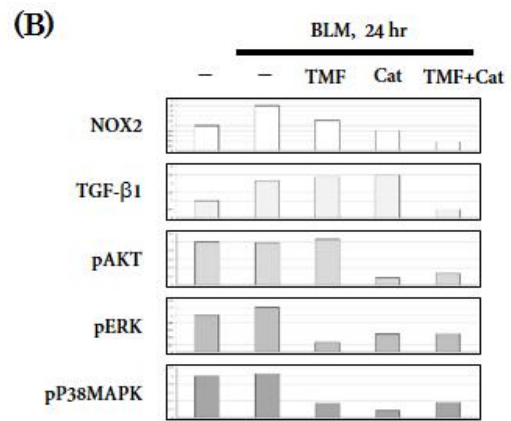 (B)
BLM, 24 hr
– – TMF Cat TMF+Cat
NOX2
TGF-β1
pAKT
pERK
pP38MAPK